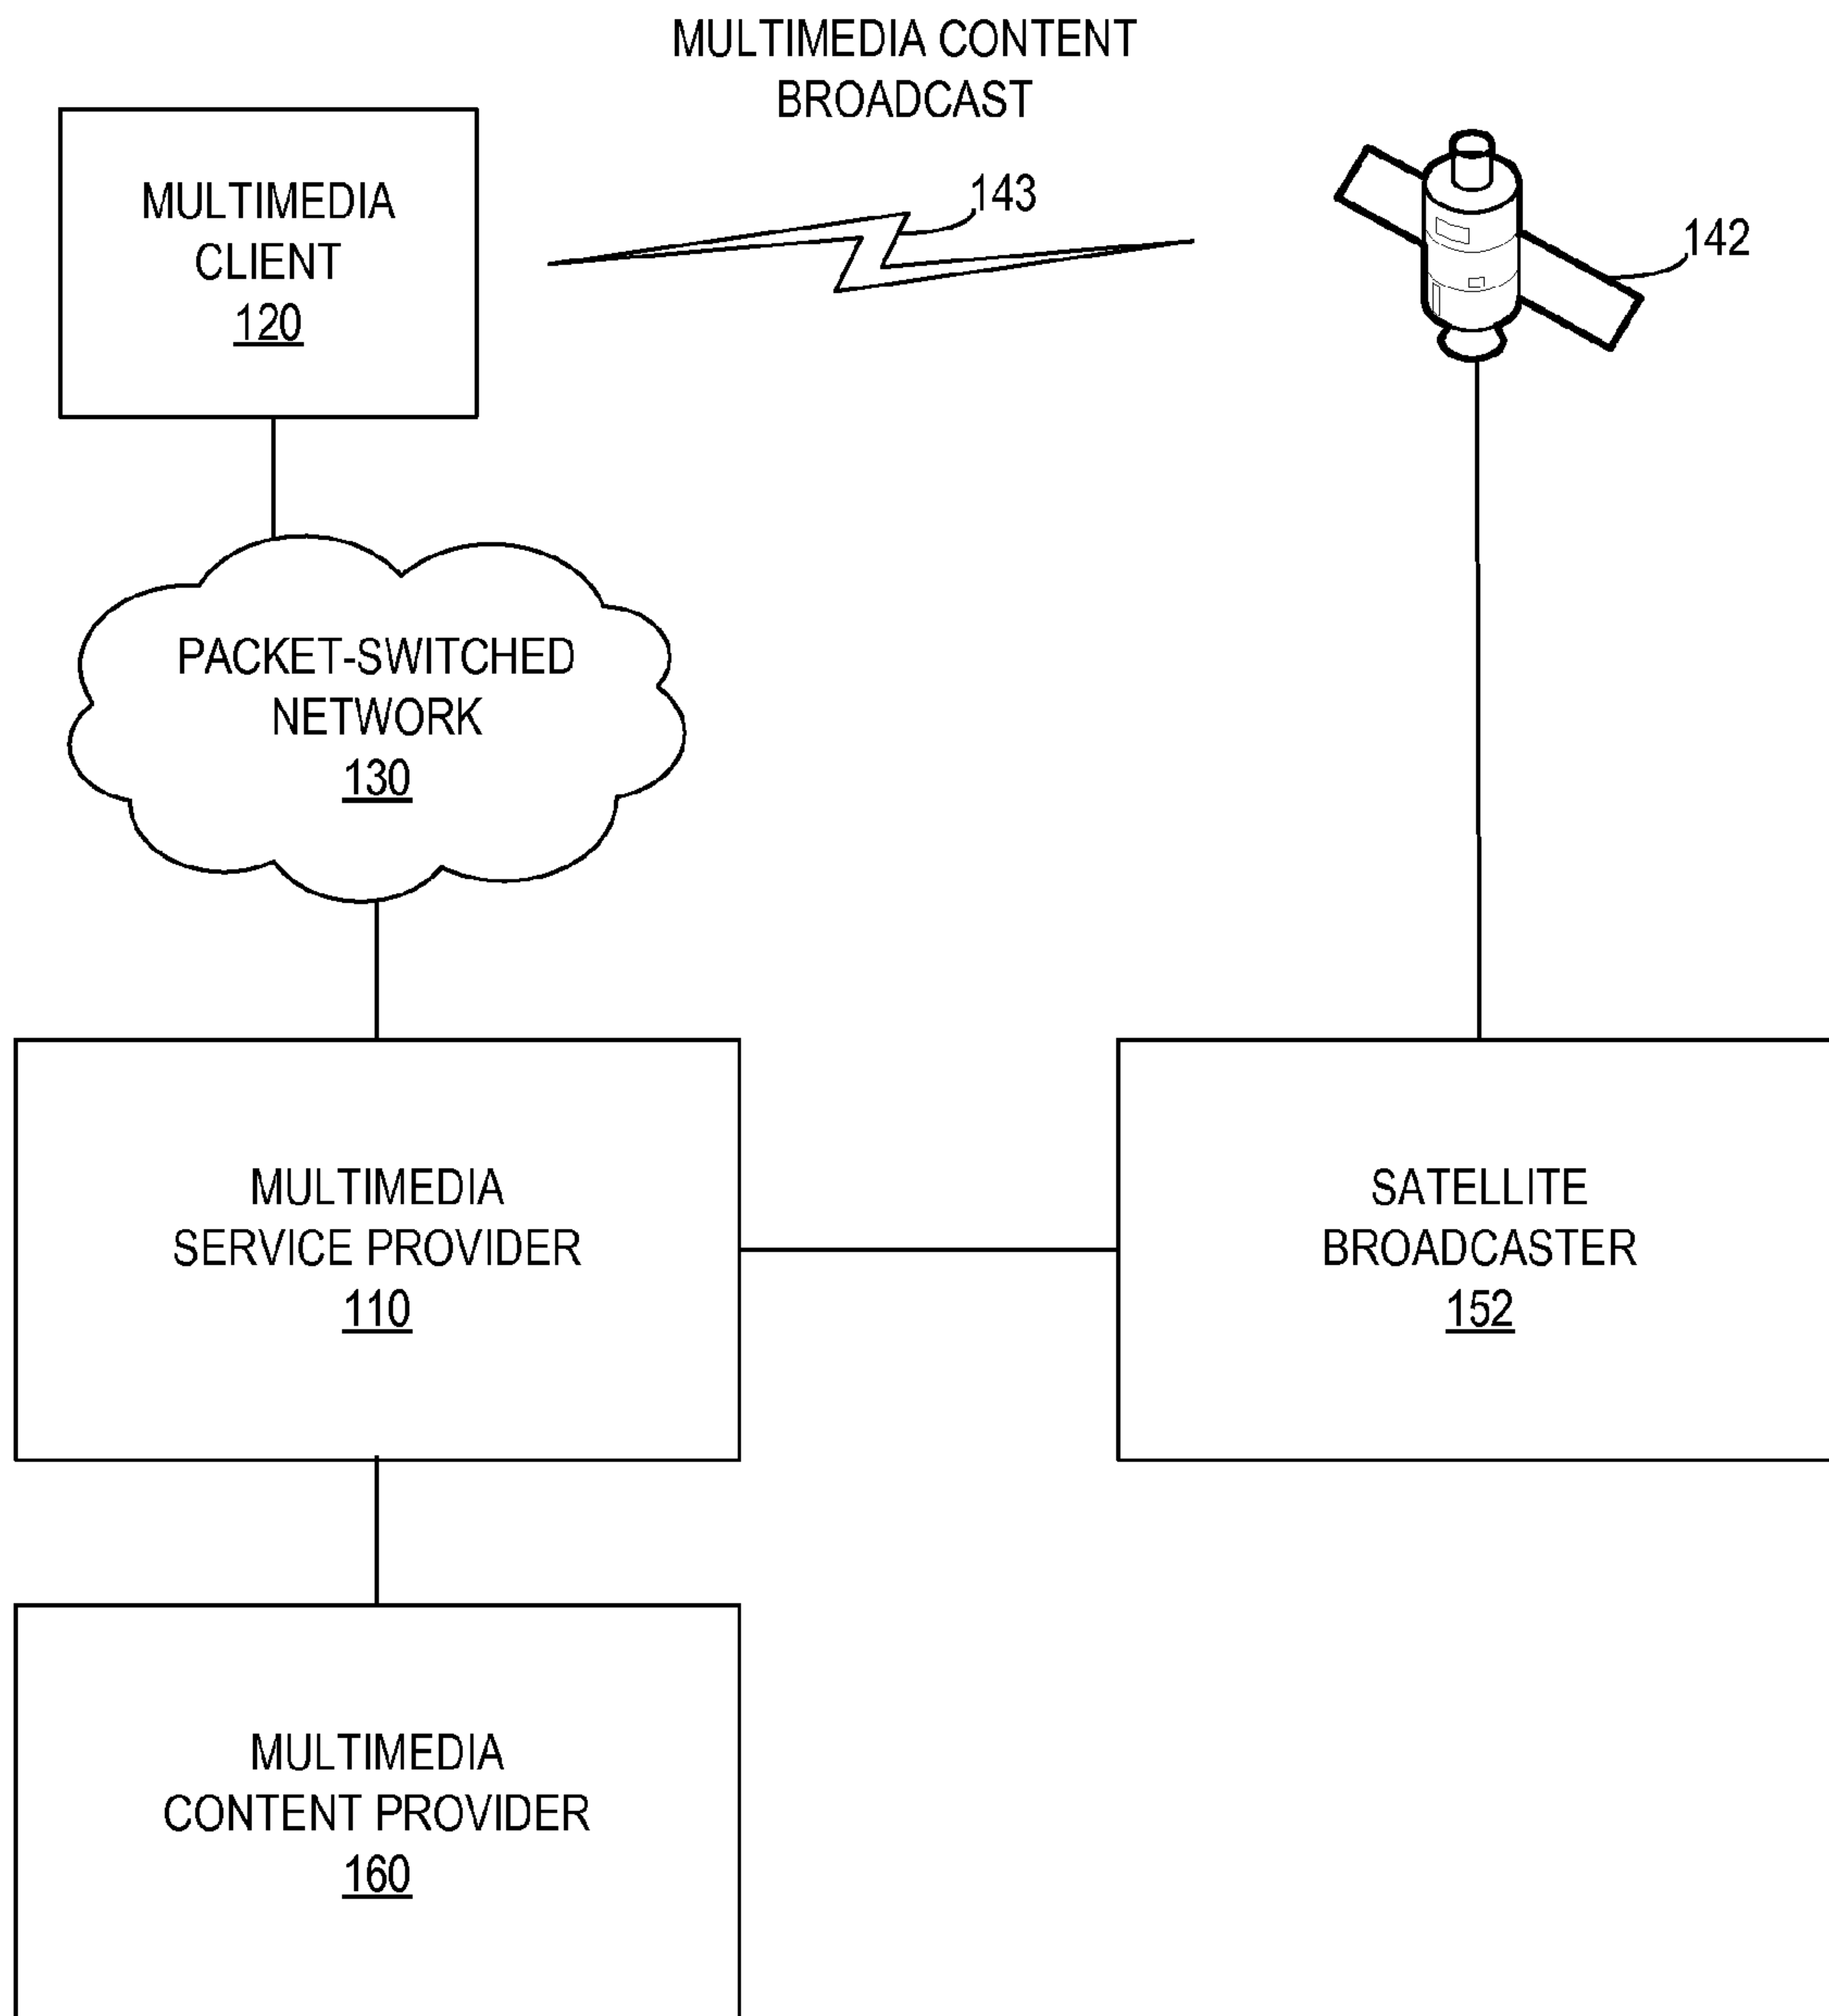 MULTIMEDIA CONTENT
BROADCAST
MULTIMEDIA
CLIENT
120
143
142
PACKET-SWITCHED
NETWORK
130
MULTIMEDIA
SERVICE PROVIDER
110
SATELLITE
BROADCASTER
152
MULTIMEDIA
CONTENT PROVIDER
160